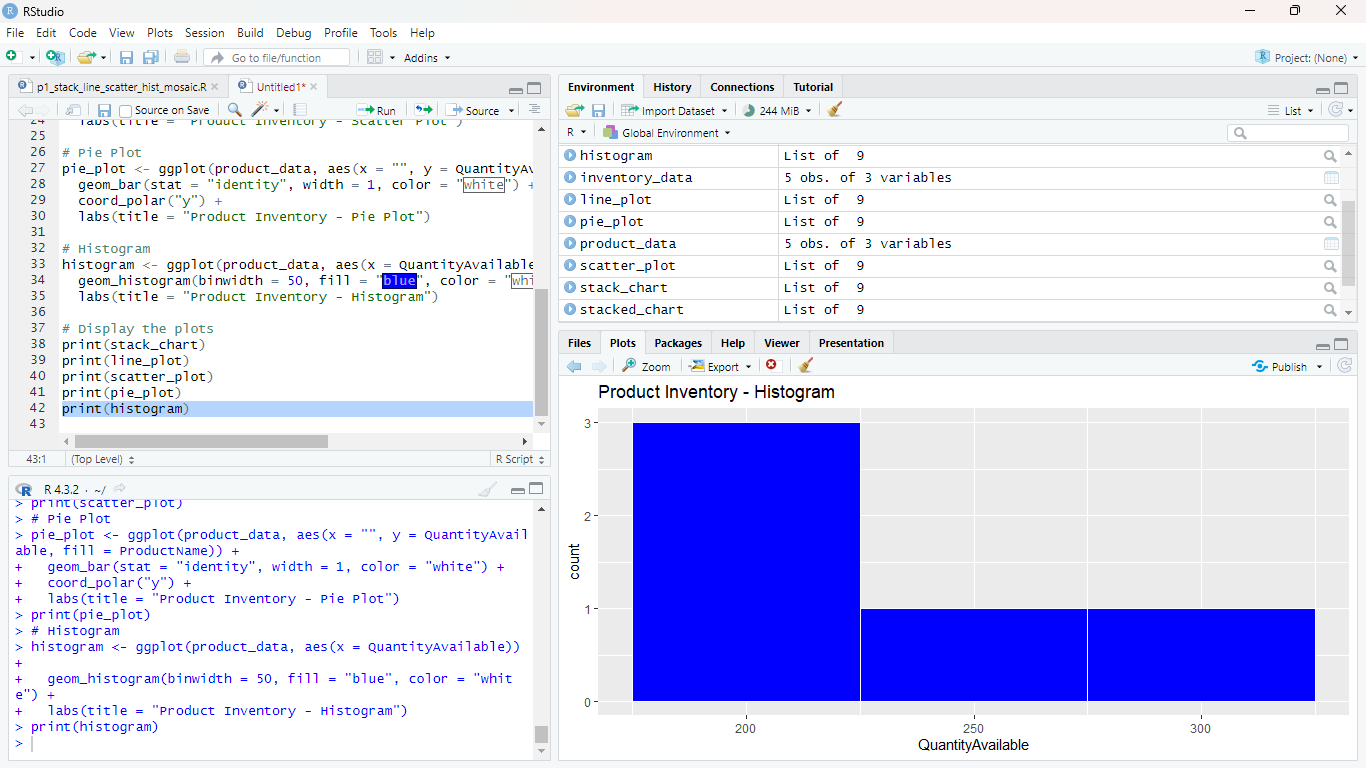 RStudio
File Edit Code View Plots Session Build Debug Profile Tools Help
Go to file/function Addins Project: (None)
p1_stack_line_scatter_hist_mosaic.R Untitled1*
Source on Save Run Source
24 labs(title = "Product Inventory - Scatter Plot")
25
26 # Pie Plot
27 pie_plot <- ggplot(product_data, aes(x = "", y = QuantityAv
28 geom_bar(stat = "identity", width = 1, color = "white") +
29 coord_polar("y") +
30 labs(title = "Product Inventory - Pie Plot")
31
32 # Histogram
33 histogram <- ggplot(product_data, aes(x = QuantityAvailable
34 geom_histogram(binwidth = 50, fill = "blue", color = "whi
35 labs(title = "Product Inventory - Histogram")
36
37 # Display the plots
38 print(stack_chart)
39 print(line_plot)
40 print(scatter_plot)
41 print(pie_plot)
42 print(histogram)
43
43:1 (Top Level) R Script
R 4.3.2 · ~/
> print(scatter_plot)
> # Pie Plot
> pie_plot <- ggplot(product_data, aes(x = "", y = QuantityAvail
able, fill = ProductName)) +
+ geom_bar(stat = "identity", width = 1, color = "white") +
+ coord_polar("y") +
+ labs(title = "Product Inventory - Pie Plot")
> print(pie_plot)
> # Histogram
> histogram <- ggplot(product_data, aes(x = QuantityAvailable))
+
+ geom_histogram(binwidth = 50, fill = "blue", color = "whit
e") +
+ labs(title = "Product Inventory - Histogram")
> print(histogram)
>
Environment History Connections Tutorial
Import Dataset 244 MiB List
R Global Environment
histogram List of 9
inventory_data 5 obs. of 3 variables
line_plot List of 9
pie_plot List of 9
product_data 5 obs. of 3 variables
scatter_plot List of 9
stack_chart List of 9
stacked_chart List of 9
Files Plots Packages Help Viewer Presentation
Zoom Export Publish
Product Inventory - Histogram
3
2
1
0
count
200 250 300
QuantityAvailable